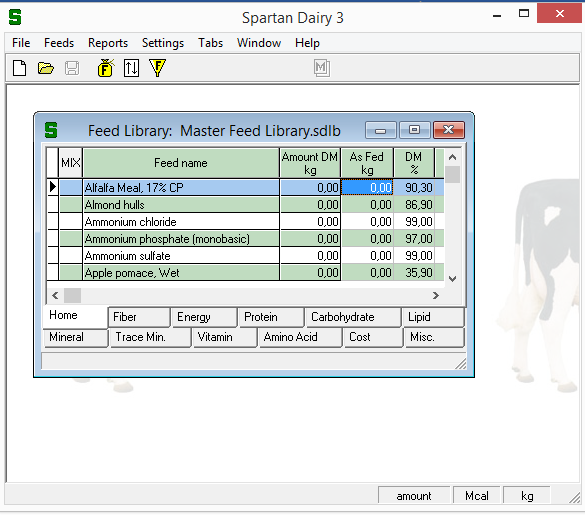 S Spartan Dairy 3
File Feeds Reports Settings Tabs Window Help
F F M
S Feed Library: Master Feed Library.sdlb
MIX Feed name Amount DM kg As Fed kg DM %
Alfalfa Meal, 17% CP 0,00 0,00 90,30
Almond hulls 0,00 0,00 86,90
Ammonium chloride 0,00 0,00 99,00
Ammonium phosphate (monobasic) 0,00 0,00 97,00
Ammonium sulfate 0,00 0,00 99,00
Apple pomace, Wet 0,00 0,00 35,90
Home Fiber Energy Protein Carbohydrate Lipid
Mineral Trace Min. Vitamin Amino Acid Cost Misc.
amount Mcal kg